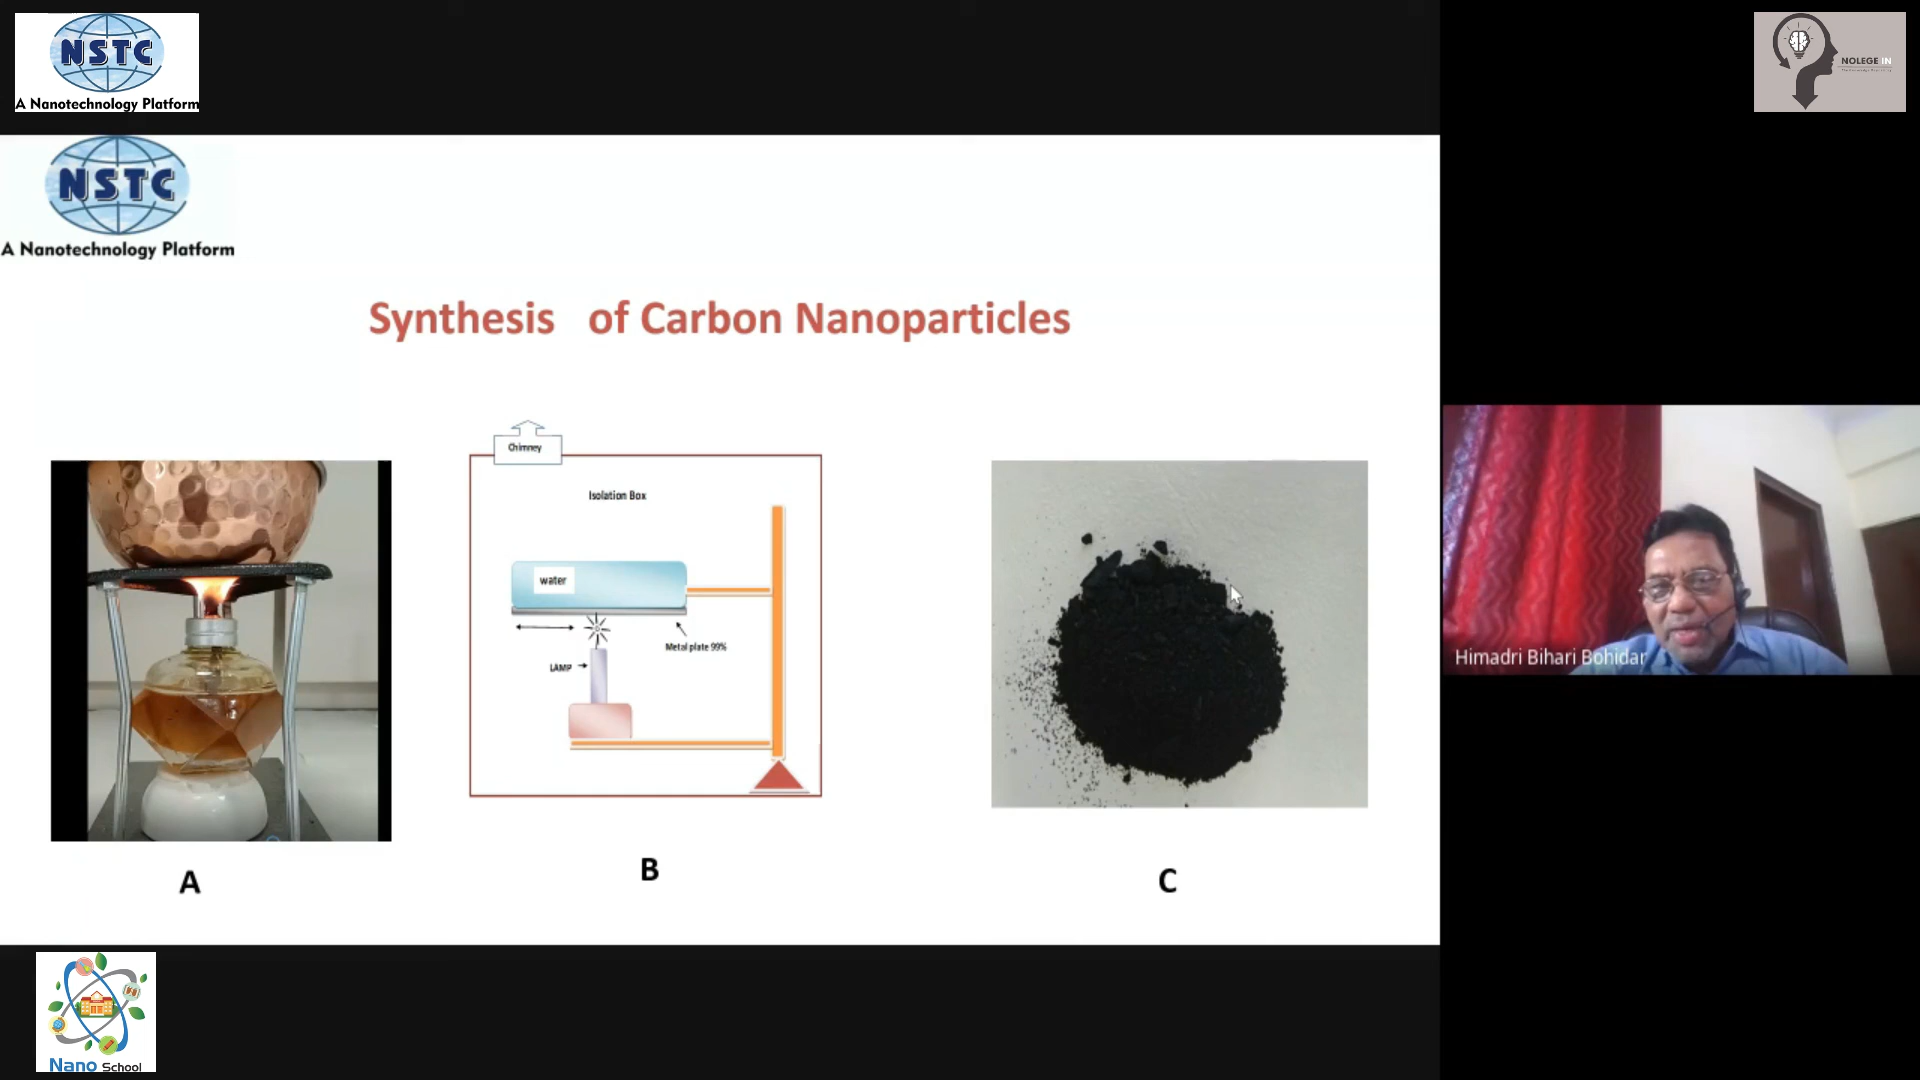 NSTC
A Nanotechnology Platform
NOLEGE IN
NSTC
A Nanotechnology Platform
Synthesis of Carbon Nanoparticles
Chimney
Isolation Box
water
Metal plate 99%
LAMP
Himadri Bihari Bohidar
A
B
C
Nano School